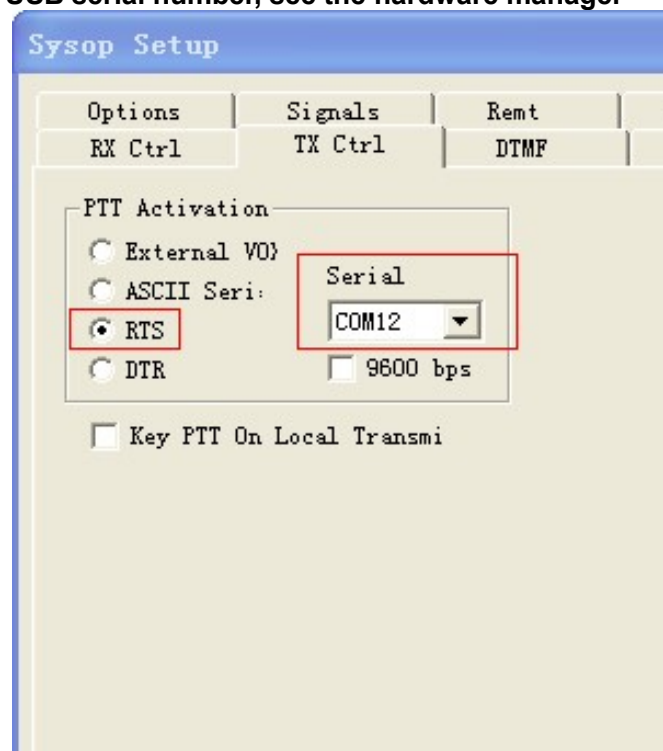 USB serial number, see the hardware manager
Sysop Setup
Options Signals Remt
RX Ctrl TX Ctrl DTMF
PTT Activati
External VO
ASCII Seri
Serial
RTS
COM12
DTR
9600 bps
Key PTT On Local Transmi